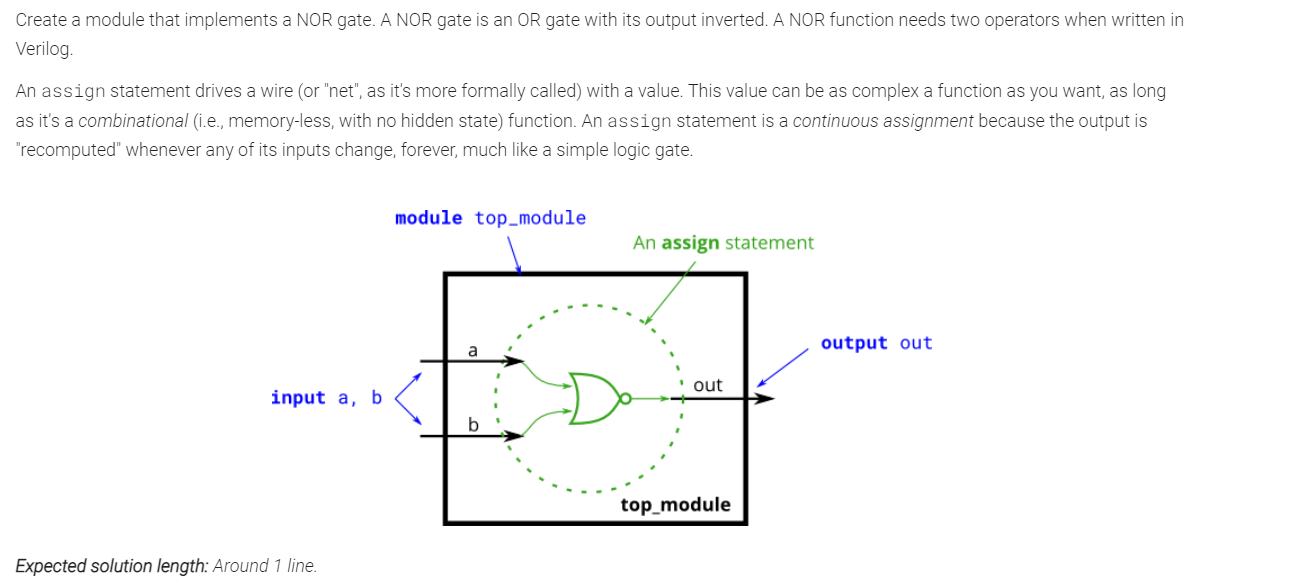 Create a module that implements a NOR gate. A NOR gate is an OR gate with its output inverted. A NOR function needs two operators when written in
Verilog.
An assign statement drives a wire (or "net", as it's more formally called) with a value. This value can be as complex a function as you want, as long
as it's a combinational (i.e., memory-less, with no hidden state) function. An assign statement is a continuous assignment because the output is
"recomputed" whenever any of its inputs change, forever, much like a simple logic gate.
module top_module
An assign statement
a
output out
out
input a, b
b
top_module
Expected solution length: Around 1 line.